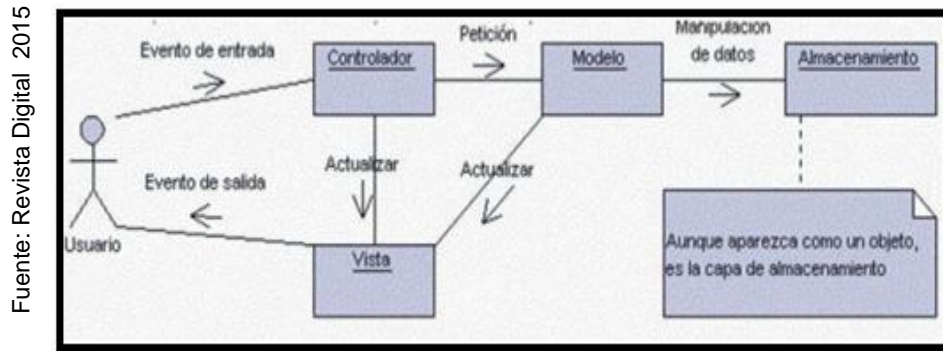 Fuente: Revista Digital 2015
Evento de entrada
Controlador
Petición
Modelo
Manipulacion
de datos
Almacenamiento
Actualizar
Actualizar
Evento de salida
Usuario
Vista
Aunque aparezca como un objeto,
es la capa de almacenamiento